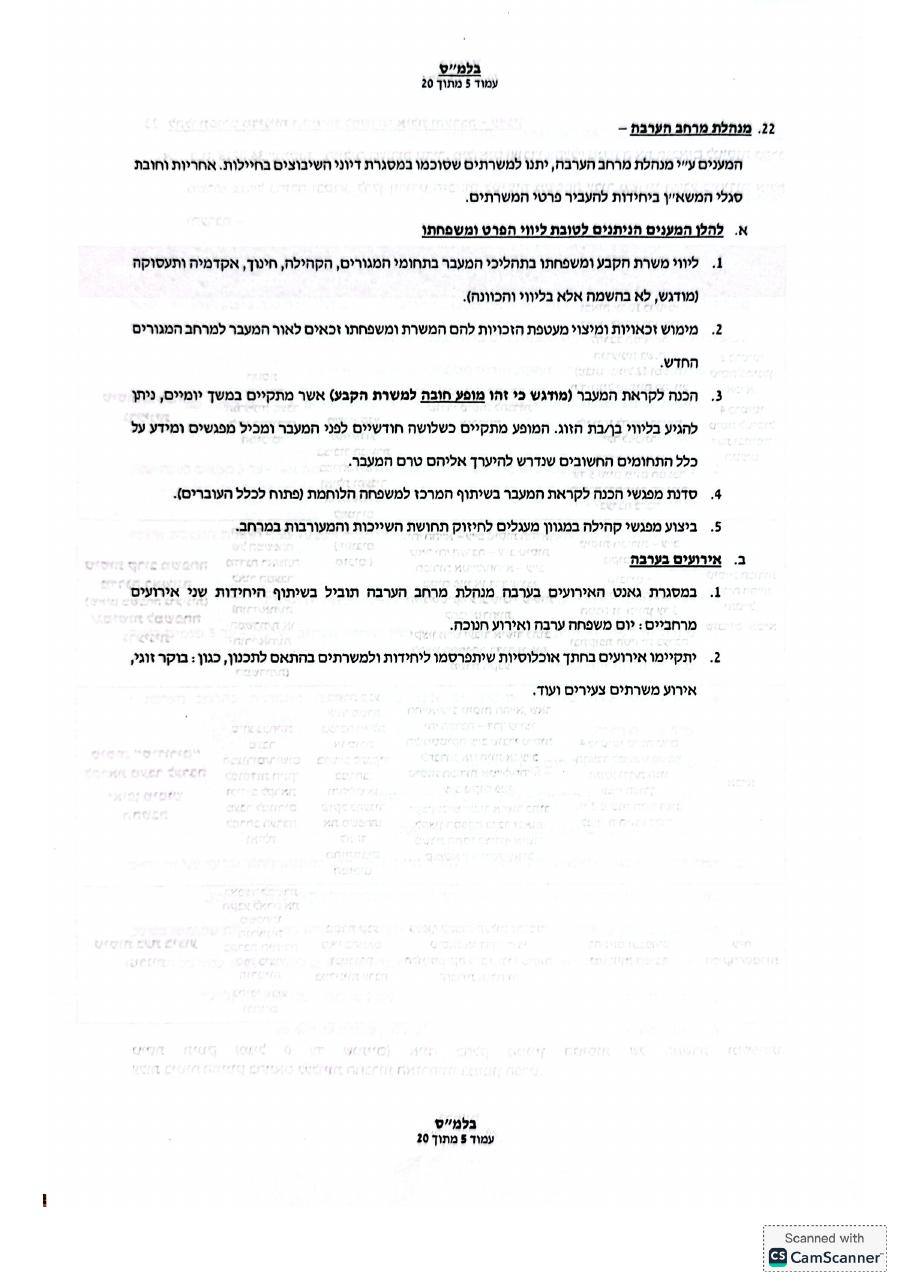 בלמ"ס
עמוד 5 מתוך 20
22. מנהלת מרחב הערבה –
המענים ע"י מנהלת מרחב הערבה, יתנו למשרתים שסוכמו במסגרת דיוני השיבוצים בחיילות. אחריות וחובת
סגלי המשא"ן ביחידות להעביר פרטי המשרתים.
א. להלן המענים הניתנים לטובת ליווי הפרט ומשפחתו
1. ליווי משרת הקבע ומשפחתו בתהליכי המעבר בתחומי המגורים, הקהילה, חינוך, אקדמיה ותעסוקה
(מודגש, לא בהשמה אלא בליווי והכוונה).
2. מימוש זכאויות ומיצוי מעטפת הזכויות להם המשרת ומשפחתו זכאים לאור המעבר למרחב המגורים
החדש.
3. הכנה לקראת המעבר (מודגש כי זהו מופע חובה למשרת הקבע) אשר מתקיים במשך יומיים, ניתן
להגיע בליווי בן/בת הזוג. המופע מתקיים כשלושה חודשיים לפני המעבר ומכיל מפגשים ומידע על
כלל התחומים החשובים שנדרש להיערך אליהם טרם המעבר.
4. סדנת מפגשי הכנה לקראת המעבר בשיתוף המרכז למשפחה הלוחמת (פתוח לכלל העוברים).
5. ביצוע מפגשי קהילה במגוון מעגלים לחיזוק תחושת השייכות והמעורבות במרחב.
ב. אירועים בערבה
1. במסגרת גאנט האירועים בערבה מנהלת מרחב הערבה תוביל בשיתוף היחידות שני אירועים
מרחביים: יום משפחה ערבה ואירוע חנוכה.
2. יתקיימו אירועים בחתך אוכלוסיות שיתפרסמו ליחידות ולמשרתים בהתאם לתכנון, כגון: בוקר זוגי,
אירוע משרתים צעירים ועוד.
בלמ"ס
עמוד 5 מתוך 20
Scanned with
CS CamScanner